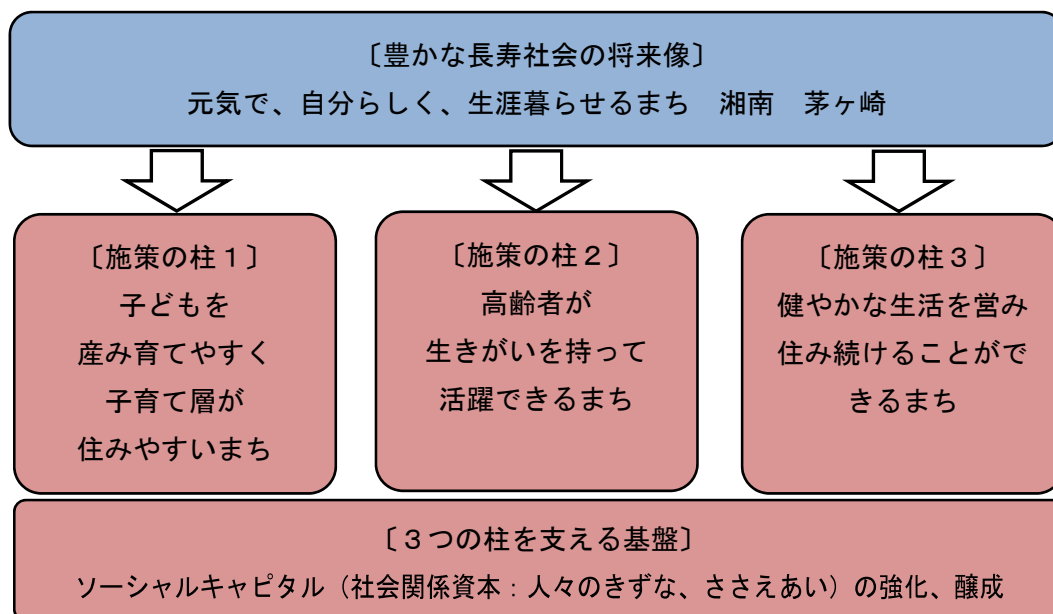 〔豊かな長寿社会の将来像〕
元気で、自分らしく、生涯暮らせるまち　湘南　茅ヶ崎
〔施策の柱１〕
子どもを
産み育てやすく
子育て層が
住みやすいまち
〔施策の柱２〕
高齢者が
生きがいを持って
活躍できるまち
〔施策の柱３〕
健やかな生活を営み
住み続けることがで
きるまち
〔３つの柱を支える基盤〕
ソーシャルキャピタル（社会関係資本：人々のきずな、ささえあい）の強化、醸成